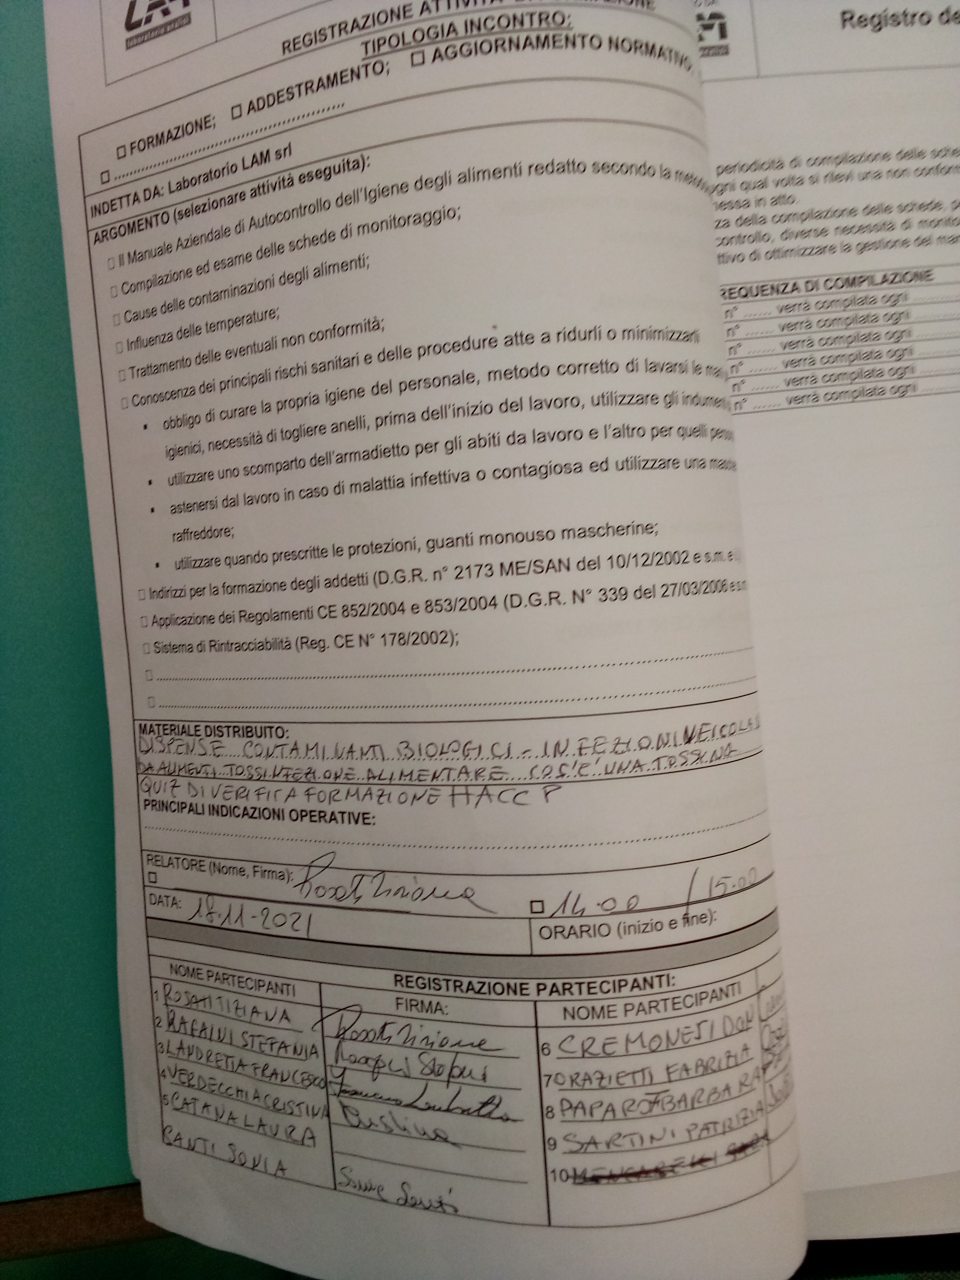 LAM
REGISTRAZIONE ATTIVITÀ
TIPOLOGIA INCONTRO:
☐ FORMAZIONE; ☐ ADDESTRAMENTO; ☐ AGGIORNAMENTO NORMATIVO
☐ ..............................................
INDETTA DA: Laboratorio LAM srl
ARGOMENTO (selezionare attività eseguita):
☐ Il Manuale Aziendale di Autocontrollo dell'Igiene degli alimenti redatto secondo la
☐ Compilazione ed esame delle schede di monitoraggio;
☐ Cause delle contaminazioni degli alimenti;
☐ Influenza delle temperature;
☐ Trattamento delle eventuali non conformità;
☐ Conoscenza dei principali rischi sanitari e delle procedure atte a ridurli o minimizzarli
▪ obbligo di curare la propria igiene del personale, metodo corretto di lavarsi le
igienici, necessità di togliere anelli, prima dell'inizio del lavoro, utilizzare gli
▪ utilizzare uno scomparto dell'armadietto per gli abiti da lavoro e l'altro per quelli
▪ astenersi dal lavoro in caso di malattia infettiva o contagiosa ed utilizzare una
raffreddore;
▪ utilizzare quando prescritte le protezioni, guanti monouso mascherine;
☐ Indirizzi per la formazione degli addetti (D.G.R. n° 2173 ME/SAN del 10/12/2002 e s.m.e
☐ Applicazione dei Regolamenti CE 852/2004 e 853/2004 (D.G.R. N° 339 del 27/03/2006 e
☐ Sistema di Rintracciabilità (Reg. CE N° 178/2002);
☐ ..............................................
☐ ..............................................
MATERIALE DISTRIBUITO:
DISPENSE CONTAMINANTI BIOLOGICI - INFEZIONI VEICOLAT
DA ALIMENTI TOSSINFEZIONE ALIMENTARE COS'E' UNA TOSSINA
QUIZ DI VERIFICA FORMAZIONE HACCP
PRINCIPALI INDICAZIONI OPERATIVE:
RELATORE (Nome, Firma): Rosati Tiziana
☐
☐ 14.00 / 15.00
DATA: 18.11-2021
ORARIO (inizio e fine):
REGISTRAZIONE PARTECIPANTI:
NOME PARTECIPANTI FIRMA: NOME PARTECIPANTI
1 ROSATI TIZIANA Rosati Tiziana 6 CREMONESI DON
2 RAFAINI STEFANIA 7 ORAZIETTI FABRIZIA
3 LANDRETTA FRANCESCO 8 PAPAROT BARBARA
4 VERDECCHIA CRISTINA Cristina 9 SARTINI PATRIZIA
5 CATANA LAURA 10
SANTI SONIA Santi
Registro de
periodicità di compilazione delle sche
ogni qual volta si rilevi una non confor
messa in atto.
za della compilazione delle schede, p
controllo, diverse necessità di monito
ttivo di ottimizzare la gestione del man
REQUENZA DI COMPILAZIONE
n° ...... verrà compilata ogni
n° ...... verrà compilata ogni
n° ...... verrà compilata ogni
n° ...... verrà compilata ogni
n° ...... verrà compilata ogni
n° ...... verrà compilata ogni